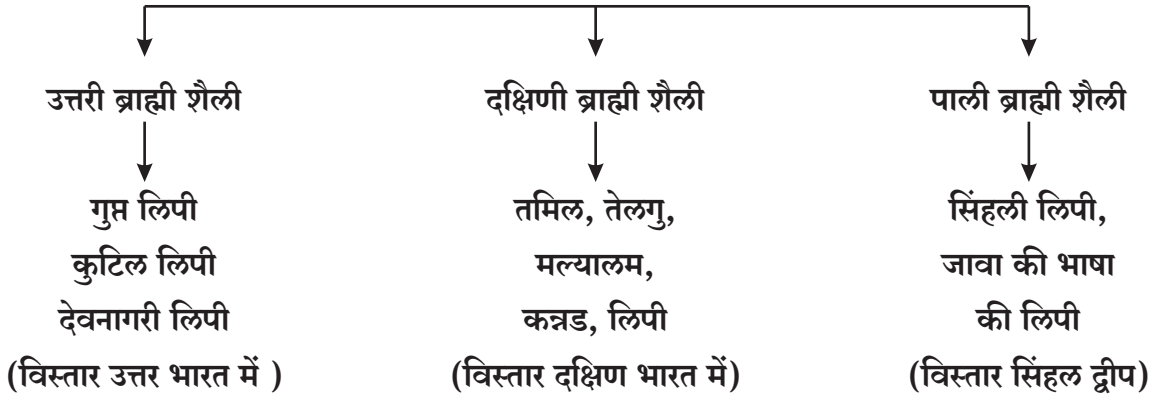 उत्तरी ब्राह्मी शैली
गुप्त लिपी
कुटिल लिपी
देवनागरी लिपी
(विस्तार उत्तर भारत में )
दक्षिणी ब्राह्मी शैली
तमिल, तेलगु,
मल्यालम,
कन्नड, लिपी
(विस्तार दक्षिण भारत में)
पाली ब्राह्मी शैली
सिंहली लिपी,
जावा की भाषा
की लिपी
(विस्तार सिंहल द्वीप)